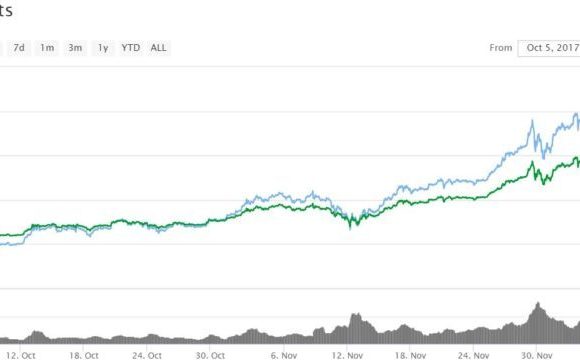 ts
7d 1m 3m 1y YTD ALL
From Oct 5, 2017
12. Oct 18. Oct 24. Oct 30. Oct 6. Nov 12. Nov 18. Nov 24. Nov 30. Nov